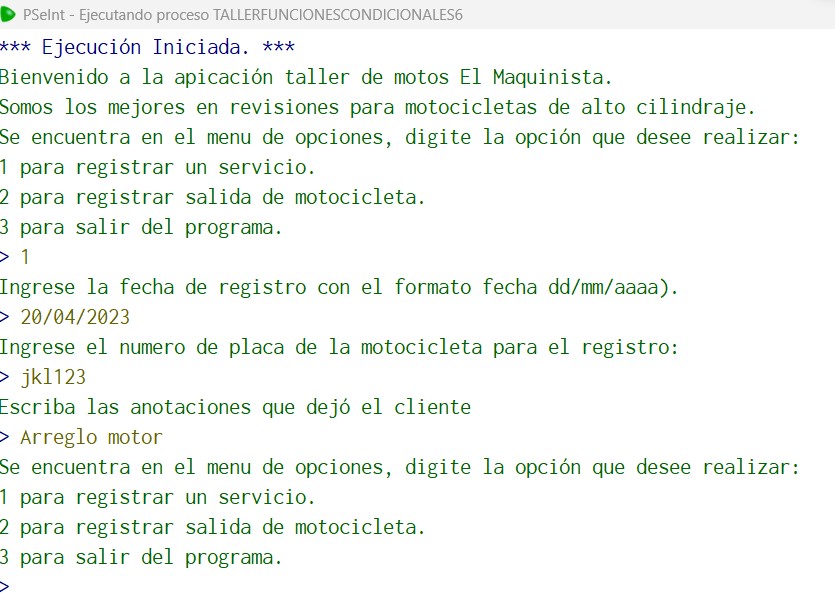 PSeInt - Ejecutando proceso TALLERFUNCIONESCONDICIONALES6
*** Ejecución Iniciada. ***
Bienvenido a la apicación taller de motos El Maquinista.
Somos los mejores en revisiones para motocicletas de alto cilindraje.
Se encuentra en el menu de opciones, digite la opción que desee realizar:
1 para registrar un servicio.
2 para registrar salida de motocicleta.
3 para salir del programa.
> 1
Ingrese la fecha de registro con el formato fecha dd/mm/aaaa).
> 20/04/2023
Ingrese el numero de placa de la motocicleta para el registro:
> jkl123
Escriba las anotaciones que dejó el cliente
> Arreglo motor
Se encuentra en el menu de opciones, digite la opción que desee realizar:
1 para registrar un servicio.
2 para registrar salida de motocicleta.
3 para salir del programa.
>